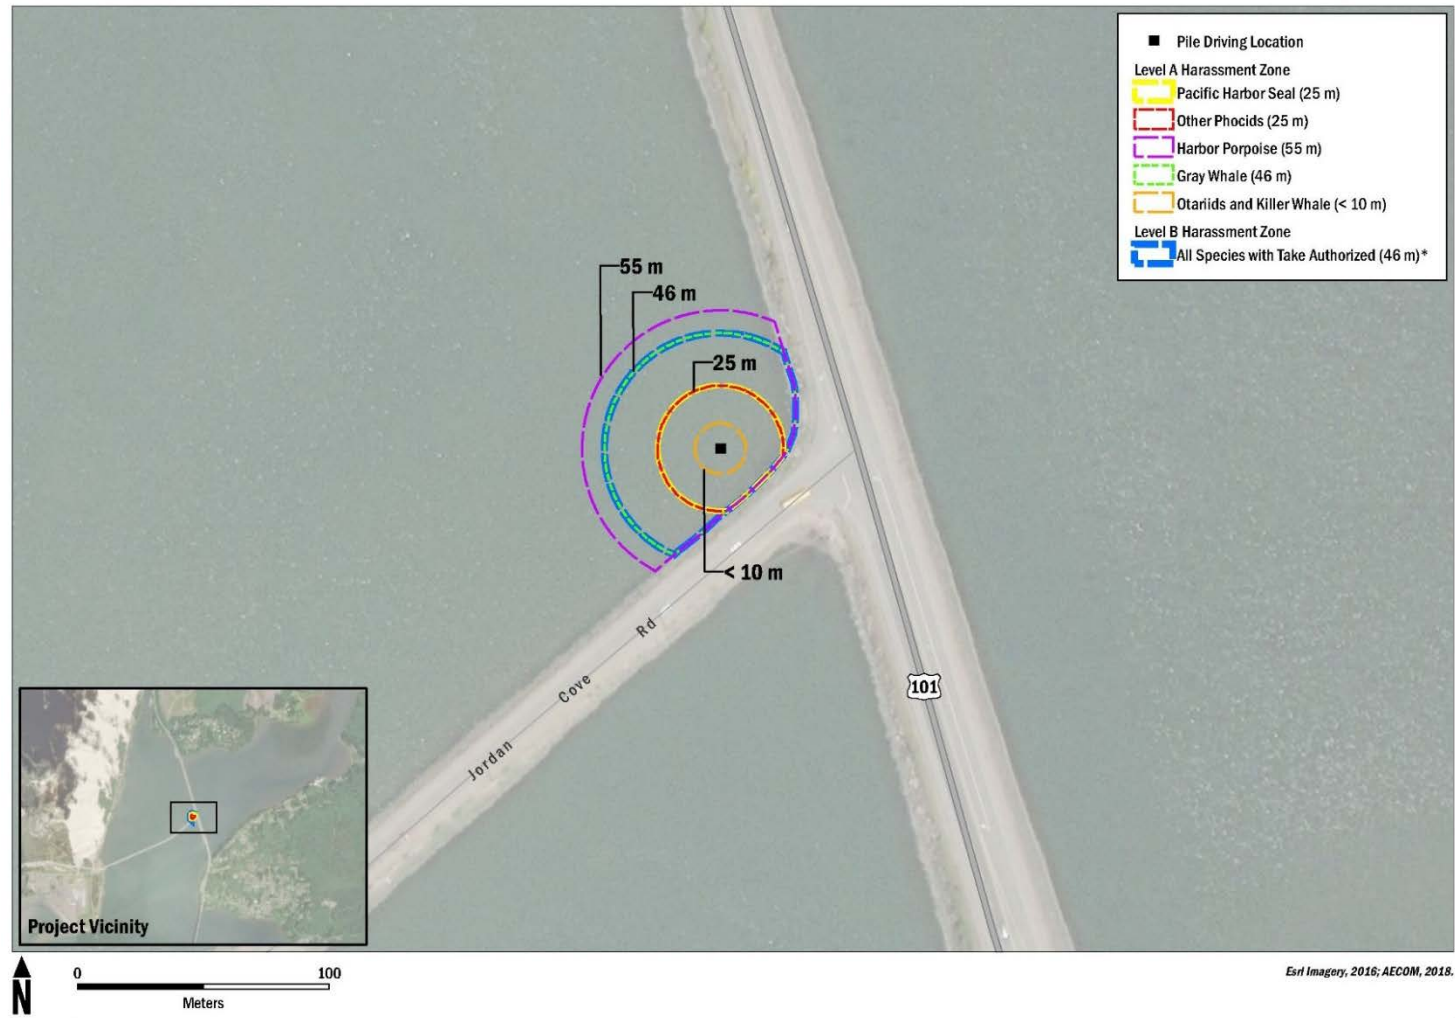 Pile Driving Location
Level A Harassment Zone
Pacific Harbor Seal (25 m)
Other Phocids (25 m)
Harbor Porpoise (55 m)
Gray Whale (46 m)
Otariids and Killer Whale (< 10 m)
Level B Harassment Zone
All Species with Take Authorized (46 m)*
55 m
46 m
25 m
< 10 m
Jordan Cove Rd
101
Project Vicinity
N
0 100
Meters
Esri Imagery, 2016; AECOM, 2018.